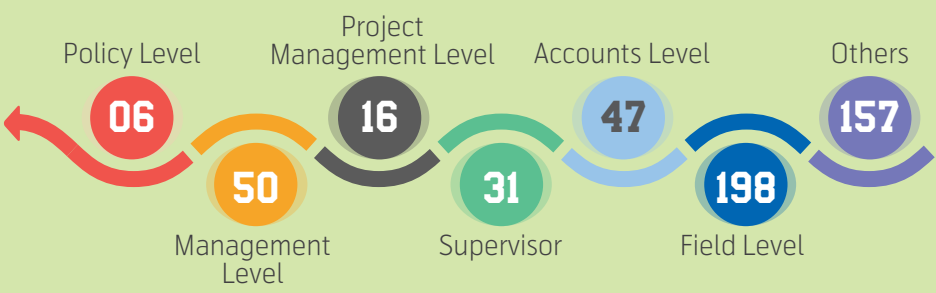 Policy Level
06
50
Management
Level
Project
Management Level
16
31
Supervisor
Accounts Level
47
198
Field Level
Others
157